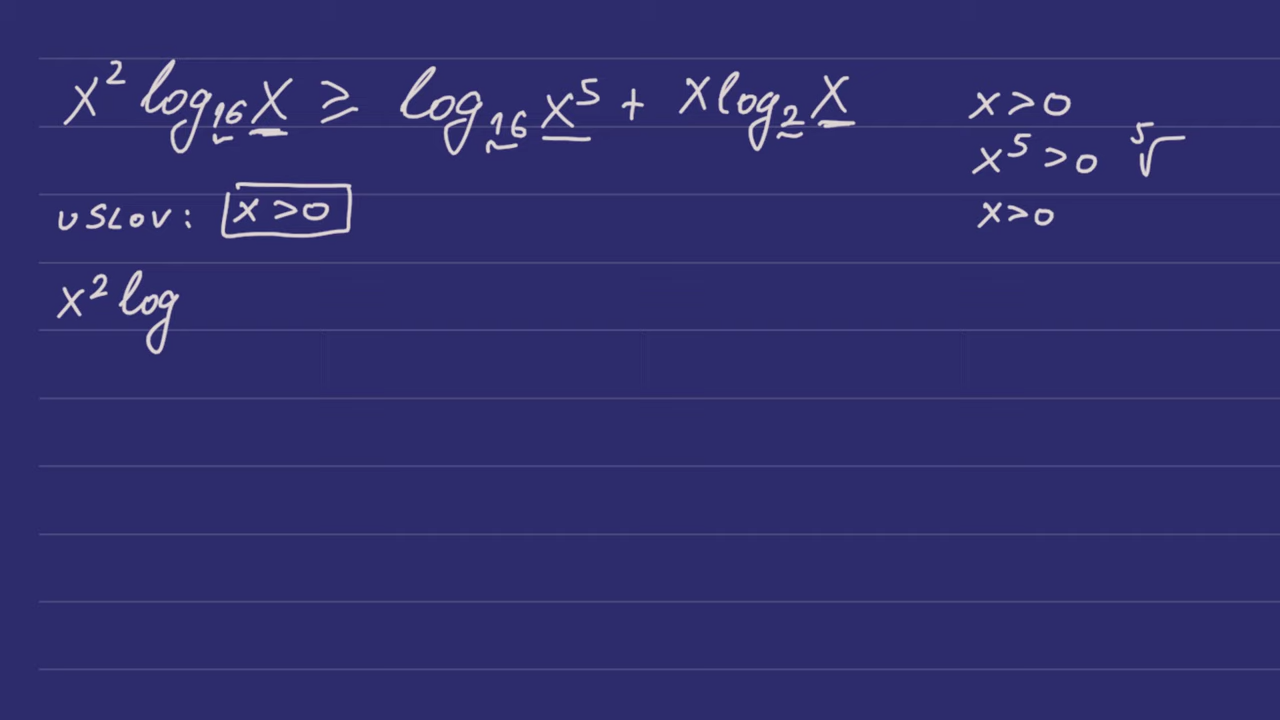 x² log₁₆ x ≥ log₁₆ x⁵ + x log₂ x
x > 0
x⁵ > 0 ⁵√
USLOV: x > 0
x > 0
x² log